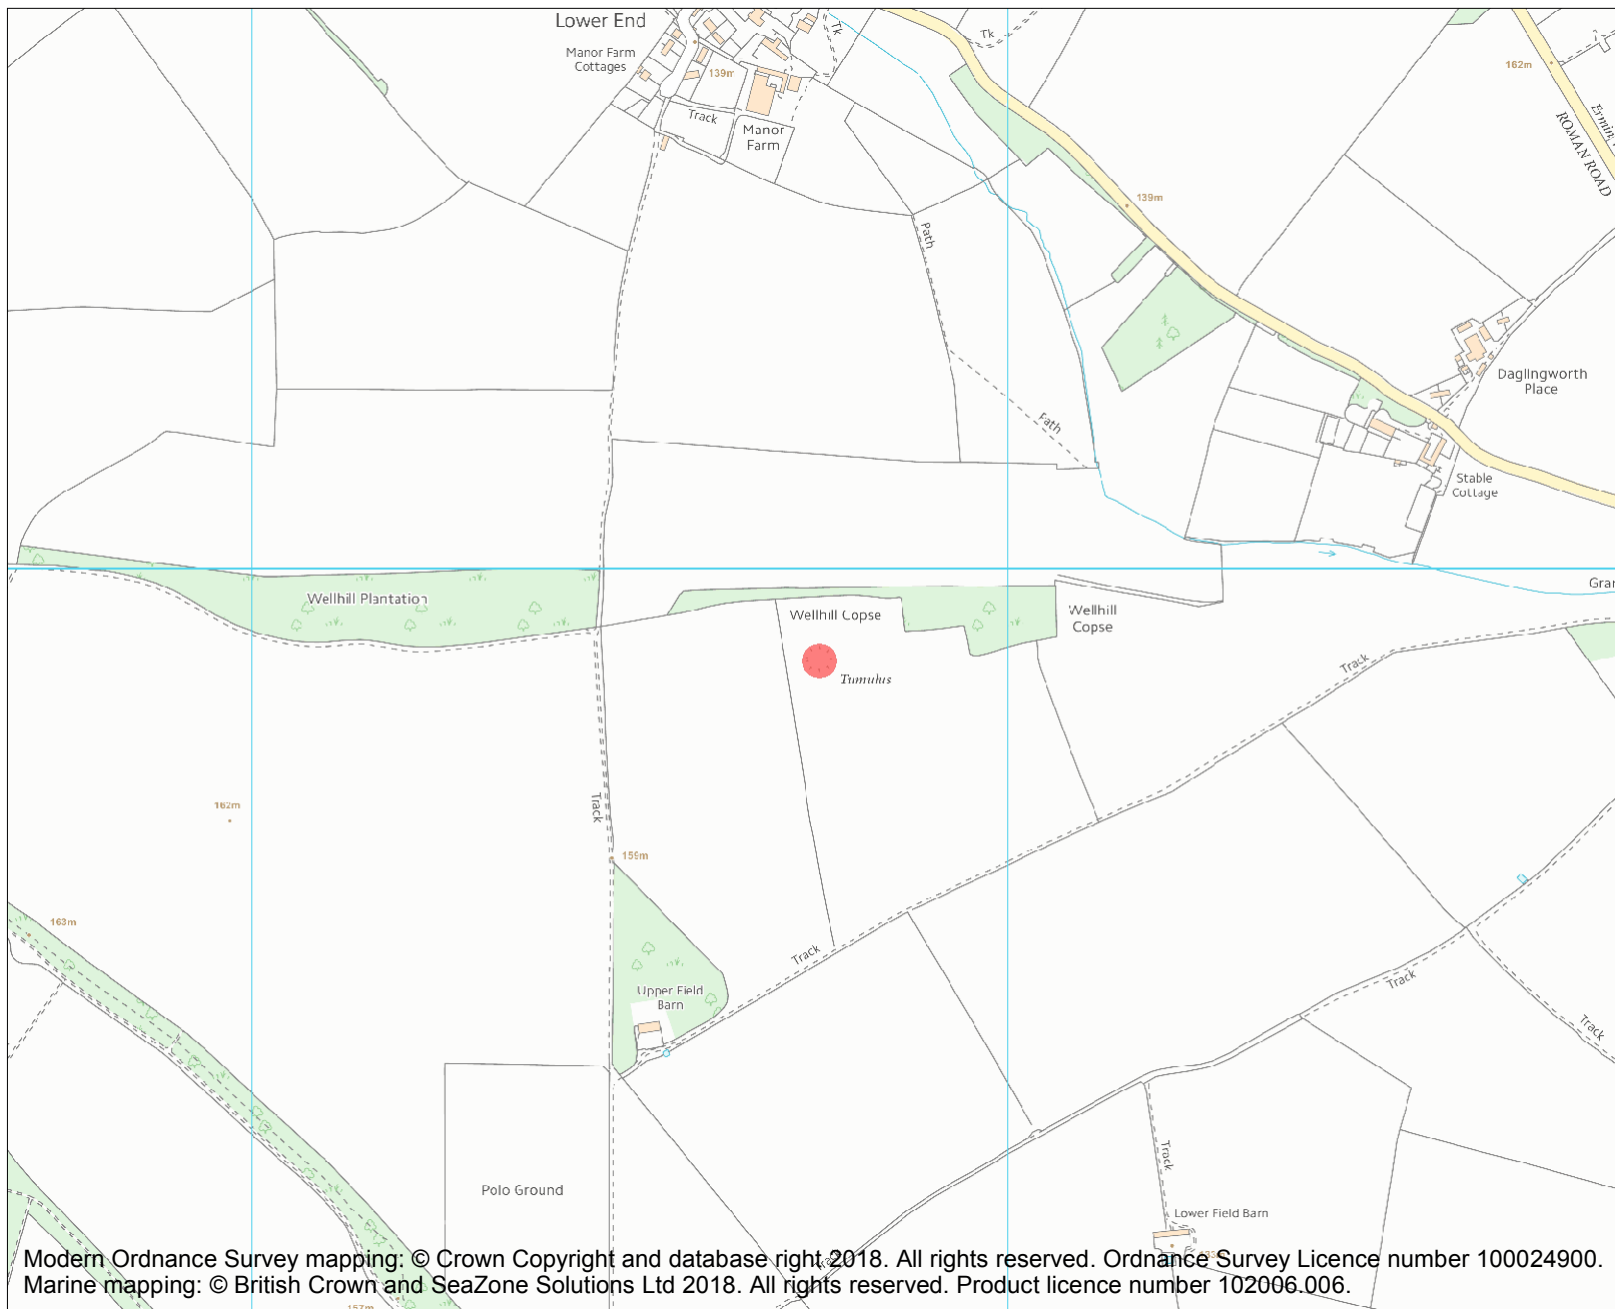 Lower End
Manor Farm
Cottages
139m
Track
Manor
Farm
Tk
Tk
162m
ROMAN ROAD
139m
Path
Path
Daglingworth
Place
Stable
Cottage
Wellhill Plantation
Wellhill Copse
Wellhill
Copse
Tumulus
Track
Track
162m
159m
163m
Upper Field
Barn
Track
Track
Track
Track
Polo Ground
Lower Field Barn
157m
Modern Ordnance Survey mapping: © Crown Copyright and database right 2018. All rights reserved. Ordnance Survey Licence number 100024900.
Marine mapping: © British Crown and SeaZone Solutions Ltd 2018. All rights reserved. Product licence number 102006.006.